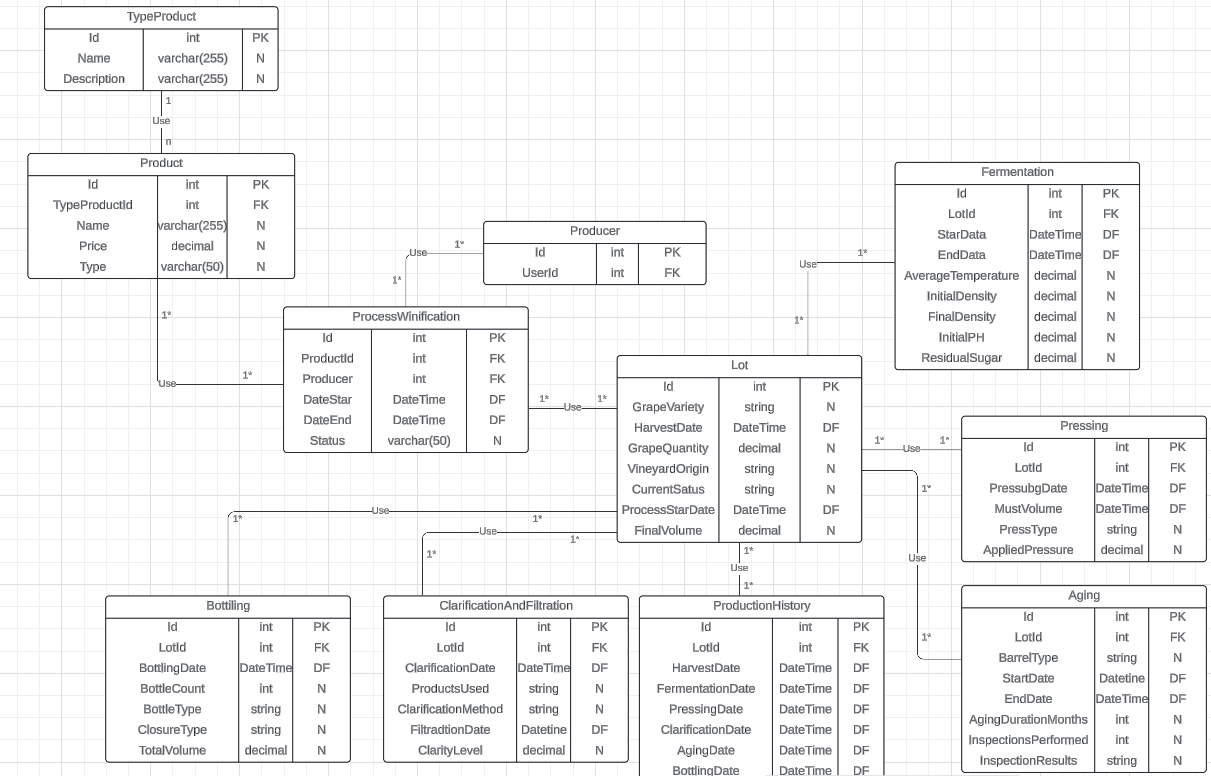 TypeProduct
Id int PK
Name varchar(255) N
Description varchar(255) N
1
Use
n
Product
Id int PK
TypeProductId int FK
Name varchar(255) N
Price decimal N
Type varchar(50) N
1*
Use
1*
Producer
Id int PK
UserId int FK
Use
1*
1*
ProcessWinification
Id int PK
ProductId int FK
Producer int FK
DateStar DateTime DF
DateEnd DateTime DF
Status varchar(50) N
1*
Use
1*
Fermentation
Id int PK
LotId int FK
StarData DateTime DF
EndData DateTime DF
AverageTemperature decimal N
InitialDensity decimal N
FinalDensity decimal N
InitialPH decimal N
ResidualSugar decimal N
1*
Use
1*
Lot
Id int PK
GrapeVariety string N
HarvestDate DateTime DF
GrapeQuantity decimal N
VineyardOrigin string N
CurrentSatus string N
ProcessStarDate DateTime DF
FinalVolume decimal N
1*
Use
1*
Pressing
Id int PK
LotId int FK
PressubgDate DateTime DF
MustVolume DateTime DF
PressType string N
AppliedPressure decimal N
1*
Use
1*
1*
Use
1*
1*
Use
1*
1*
Use
1*
Bottiling
Id int PK
LotId int FK
BottlingDate DateTime DF
BottleCount int N
BottleType string N
ClosureType string N
TotalVolume decimal N
ClarificationAndFiltration
Id int PK
LotId int FK
ClarificationDate DateTime DF
ProductsUsed string N
ClarificationMethod string N
FiltradtionDate Datetine DF
ClarityLevel decimal N
ProductionHistory
Id int PK
LotId int FK
HarvestDate DateTime DF
FermentationDate DateTime DF
PressingDate DateTime DF
ClarificationDate DateTime DF
AgingDate DateTime DF
BottlingDate DateTime DF
Aging
Id int PK
LotId int FK
BarrelType string N
StartDate Datetine DF
EndDate DateTime DF
AgingDurationMonths int N
InspectionsPerformed int N
InspectionResults string N